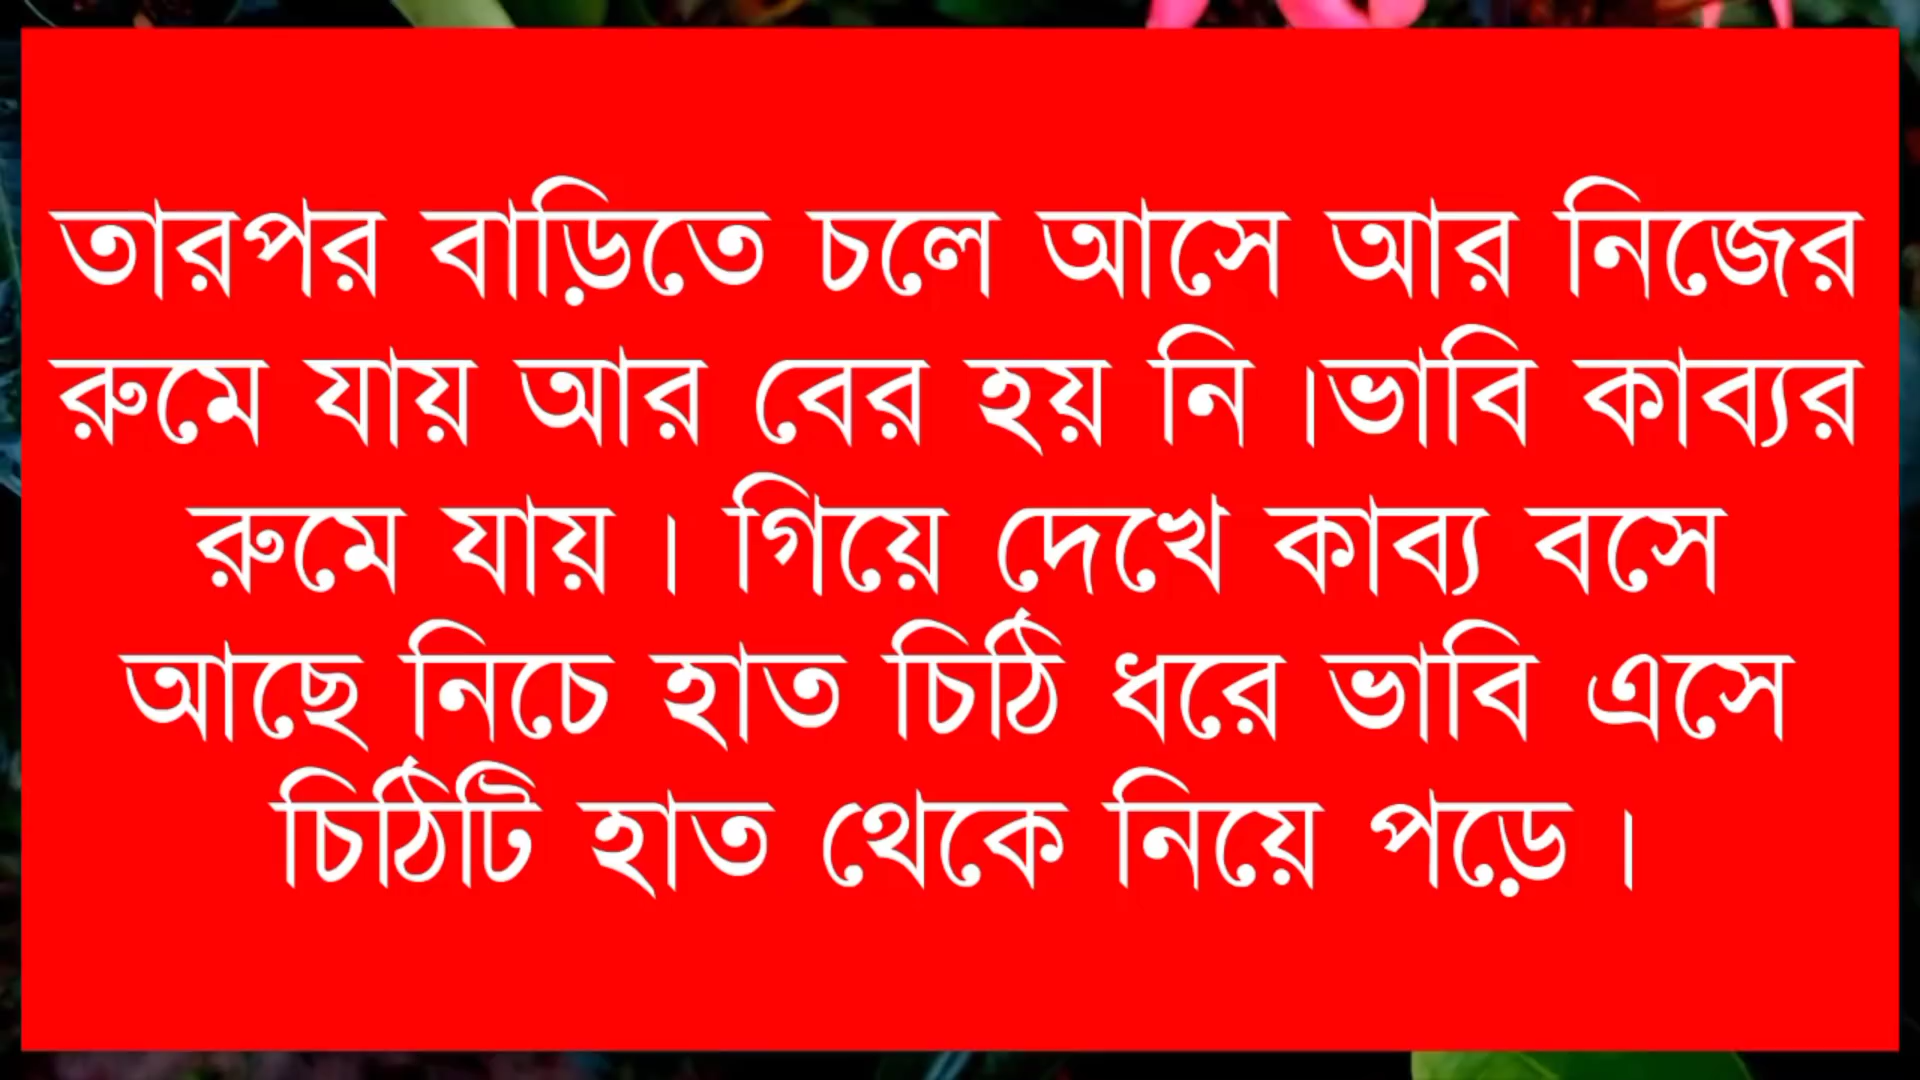 তারপর বাড়িতে চলে আসে আর নিজের
রুমে যায় আর বের হয় নি ।ভাবি কাব্যর
রুমে যায় । গিয়ে দেখে কাব্য বসে
আছে নিচে হাত চিঠি ধরে ভাবি এসে
চিঠিটি হাত থেকে নিয়ে পড়ে ।